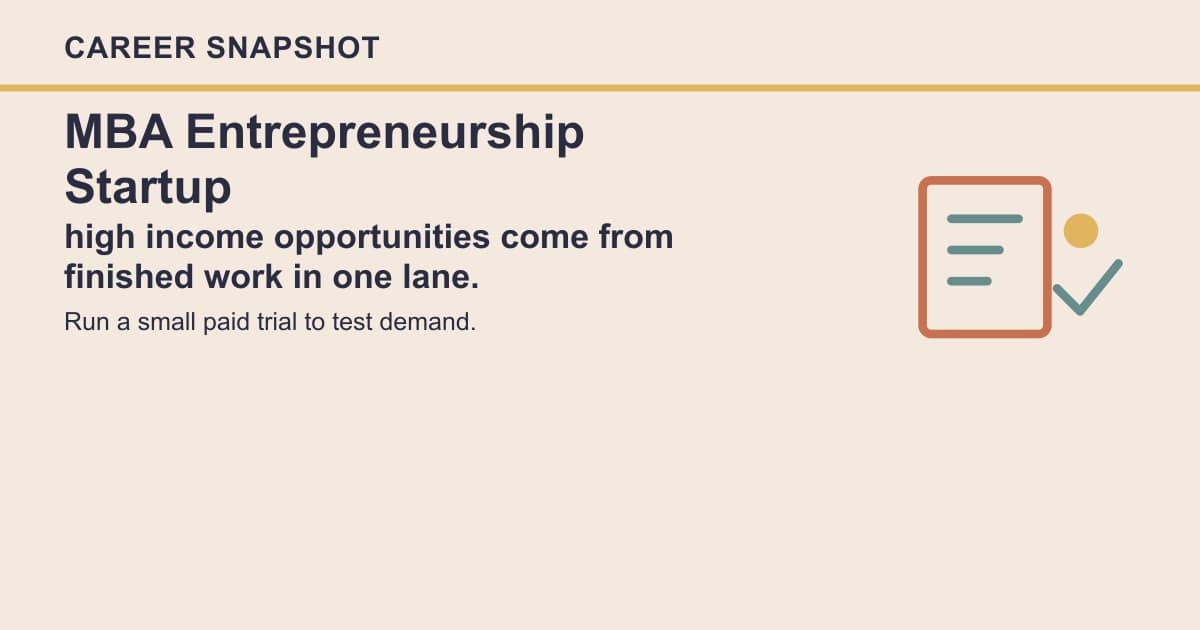 CAREER SNAPSHOT
MBA Entrepreneurship
Startup
high income opportunities come from
finished work in one lane.
Run a small paid trial to test demand.